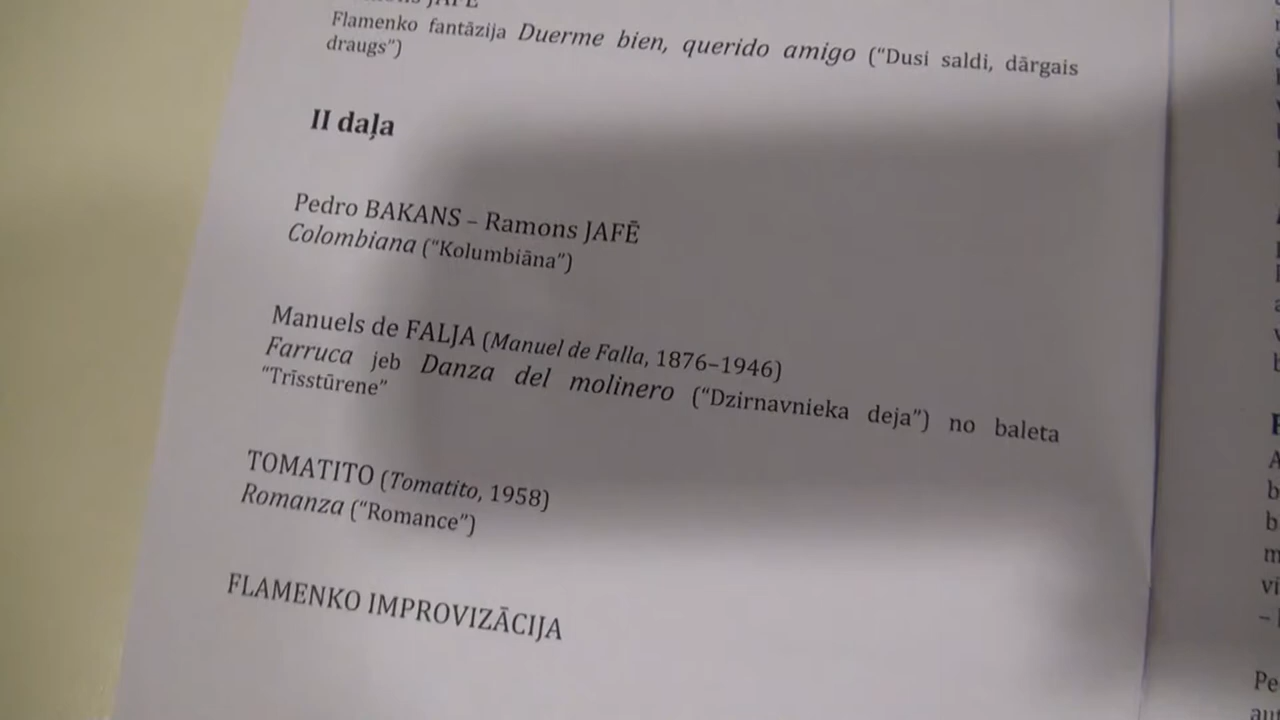 JAFĒ
Flamenko fantāzija Duerme bien, querido amigo (“Dusi saldi, dārgais
draugs”)
II daļa
Pedro BAKANS – Ramons JAFĒ
Colombiana (“Kolumbiāna”)
Manuels de FALJA (Manuel de Falla, 1876–1946)
Farruca jeb Danza del molinero (“Dzirnavnieka deja”) no baleta
“Trīsstūrene”
TOMATITO (Tomatito, 1958)
Romanza (“Romance”)
FLAMENKO IMPROVIZĀCIJA